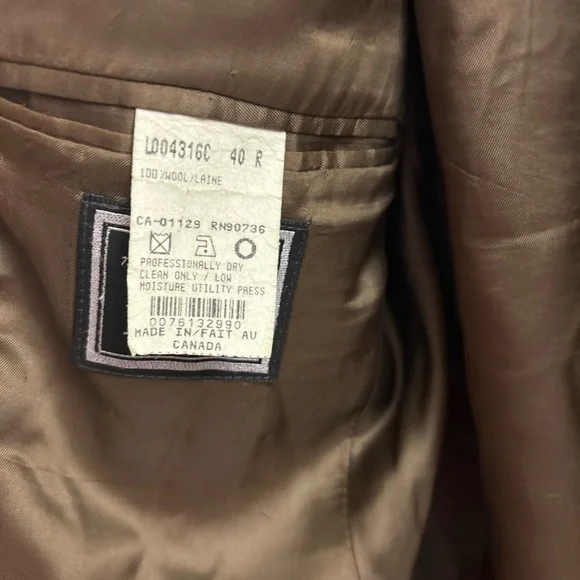 L004316C 40 R
100%WOOL/LAINE
CA-01129 RN90736
PROFESSIONALLY DRY
CLEAN ONLY / LOW
MOISTURE UTILITY PRESS
0076132990
MADE IN/FAIT AU
CANADA